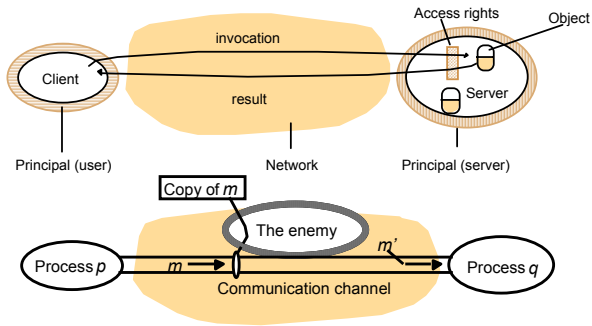 Access rights
Object
invocation
Client
result
Server
Principal (user)
Network
Principal (server)
Copy of m
The enemy
Process p
m
m’
Process q
Communication channel